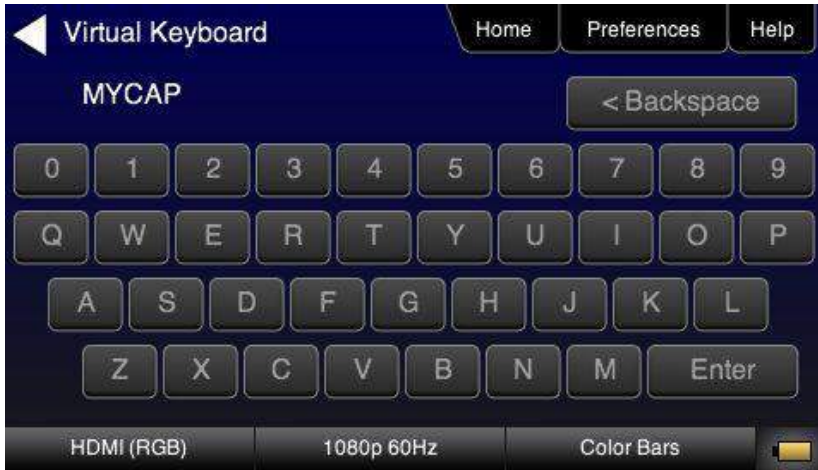 Virtual Keyboard Home Preferences Help
MYCAP < Backspace
0 1 2 3 4 5 6 7 8 9
Q W E R T Y U I O P
A S D F G H J K L
Z X C V B N M Enter
HDMI (RGB) 1080p 60Hz Color Bars